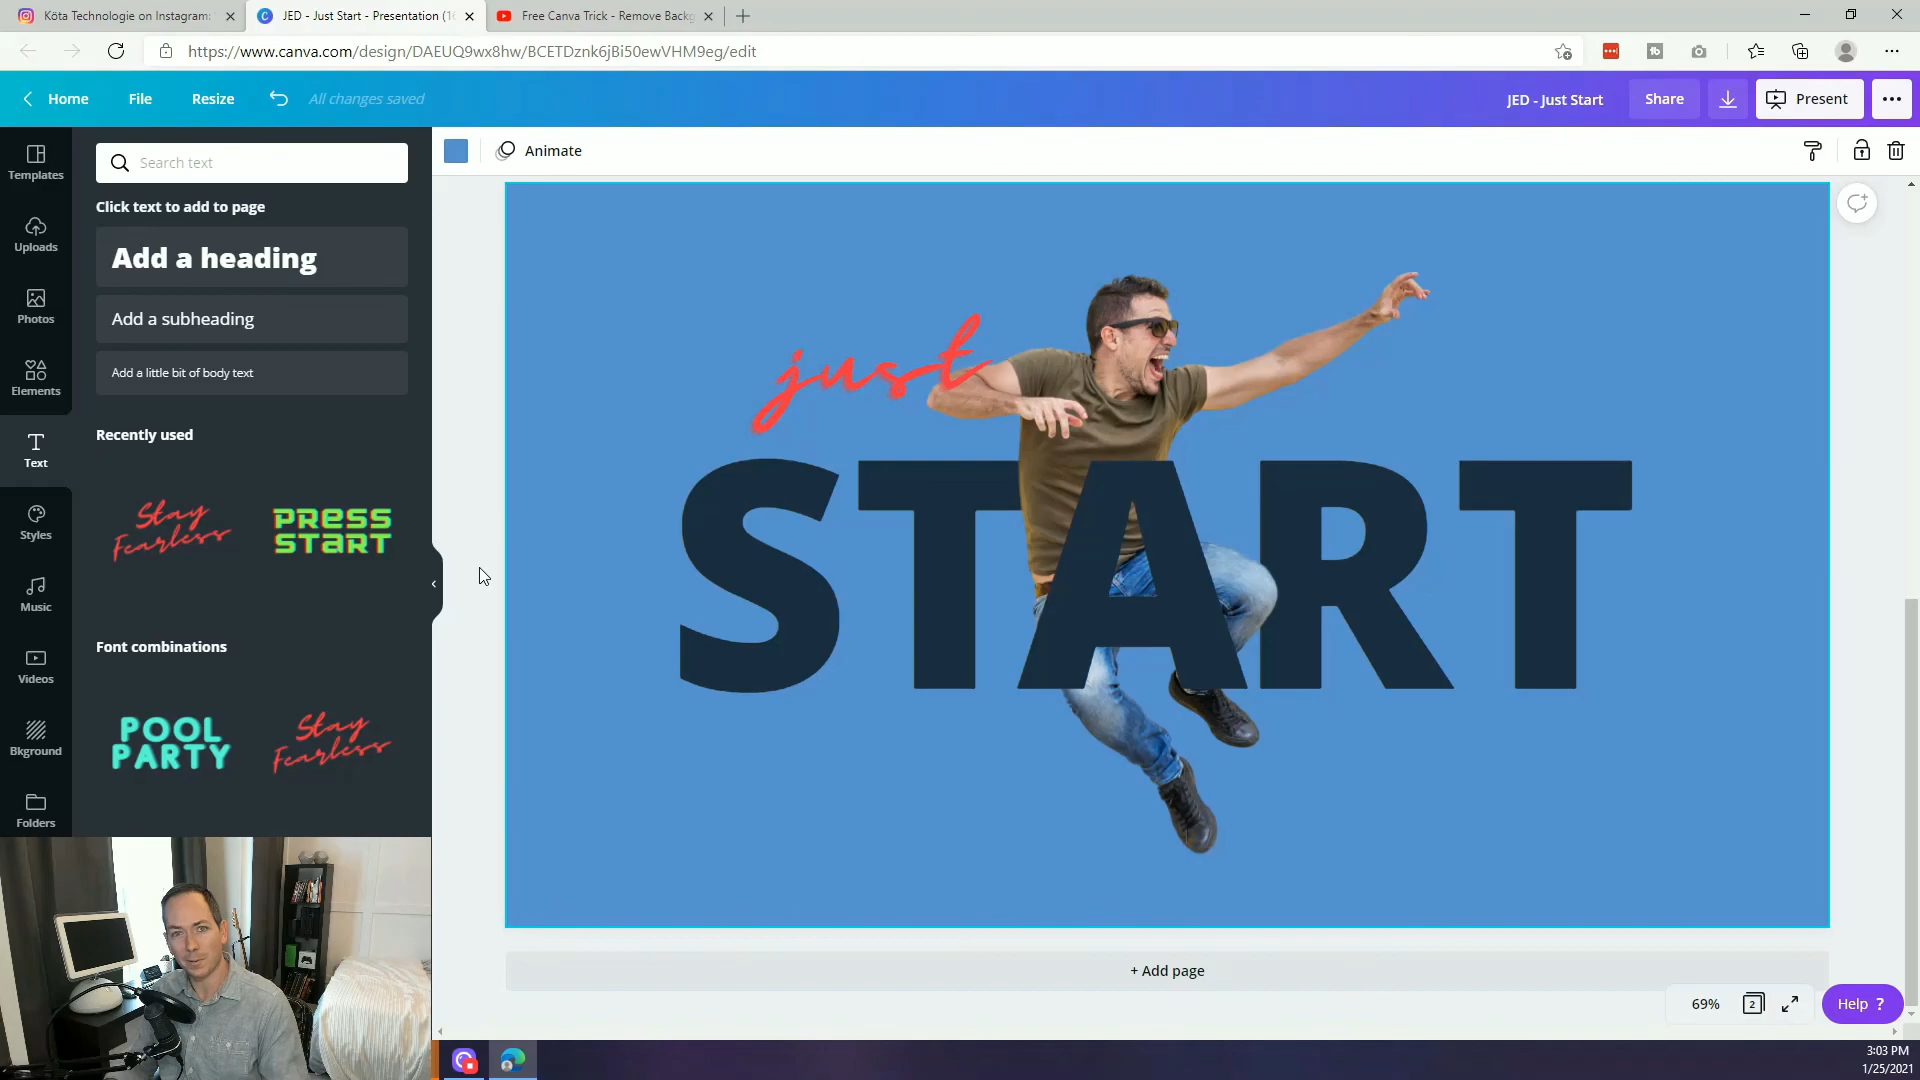 Köta Technologie on Instagram:
JED - Just Start - Presentation (16
Free Canva Trick - Remove Backg
https://www.canva.com/design/DAEUQ9wx8hw/BCETDznk6jBi50ewVHM9eg/edit
Home
File
Resize
All changes saved
JED - Just Start
Share
Present
Templates
Uploads
Photos
Elements
Text
Styles
Music
Videos
Bkground
Folders
Search text
Click text to add to page
Add a heading
Add a subheading
Add a little bit of body text
Recently used
Stay
Fearless
PRESS
START
Font combinations
POOL
PARTY
Stay
Fearless
Animate
just
START
+ Add page
69%
2
Help ?
3:03 PM
1/25/2021